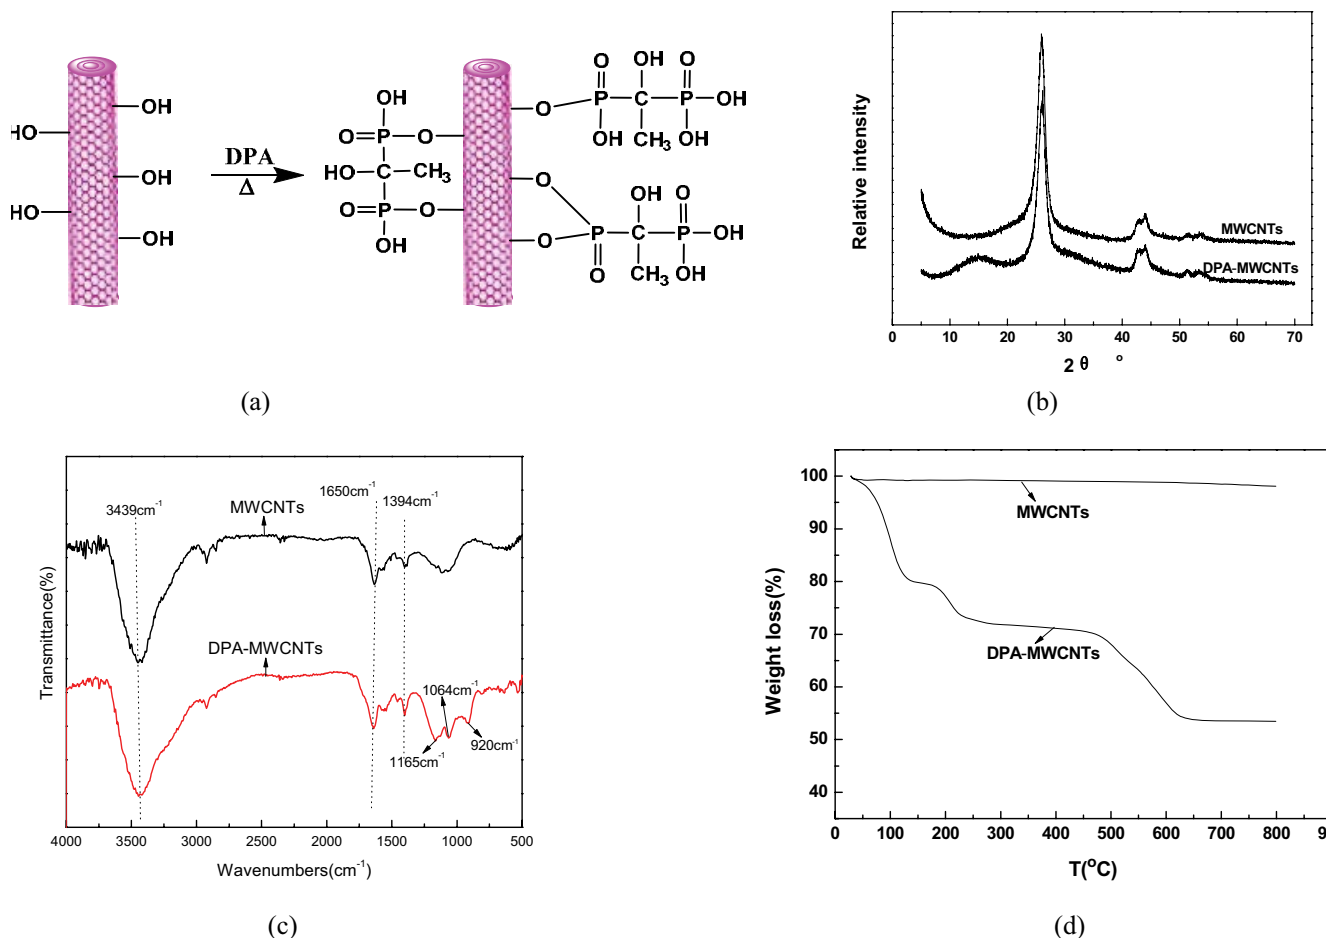 OH
HO
OH
HO
OH
DPA
Δ
OH
O=P-O
HO-C-CH₃
O=P-O
OH
O OH O
O-P-C-P-OH
OH CH₃ OH
O
O
OH O
P-C-P-OH
O CH₃ OH
(a)
Relative intensity
MWCNTs
DPA-MWCNTs
0 10 20 30 40 50 60 70
2 θ °
(b)
Transmittance(%)
3439cm⁻¹
1650cm⁻¹
1394cm⁻¹
MWCNTs
DPA-MWCNTs
1064cm⁻¹
1165cm⁻¹
920cm⁻¹
4000 3500 3000 2500 2000 1500 1000 500
Wavenumbers(cm⁻¹)
(c)
Weight loss(%)
100
90
80
70
60
50
40
MWCNTs
DPA-MWCNTs
0 100 200 300 400 500 600 700 800 9
T(°C)
(d)